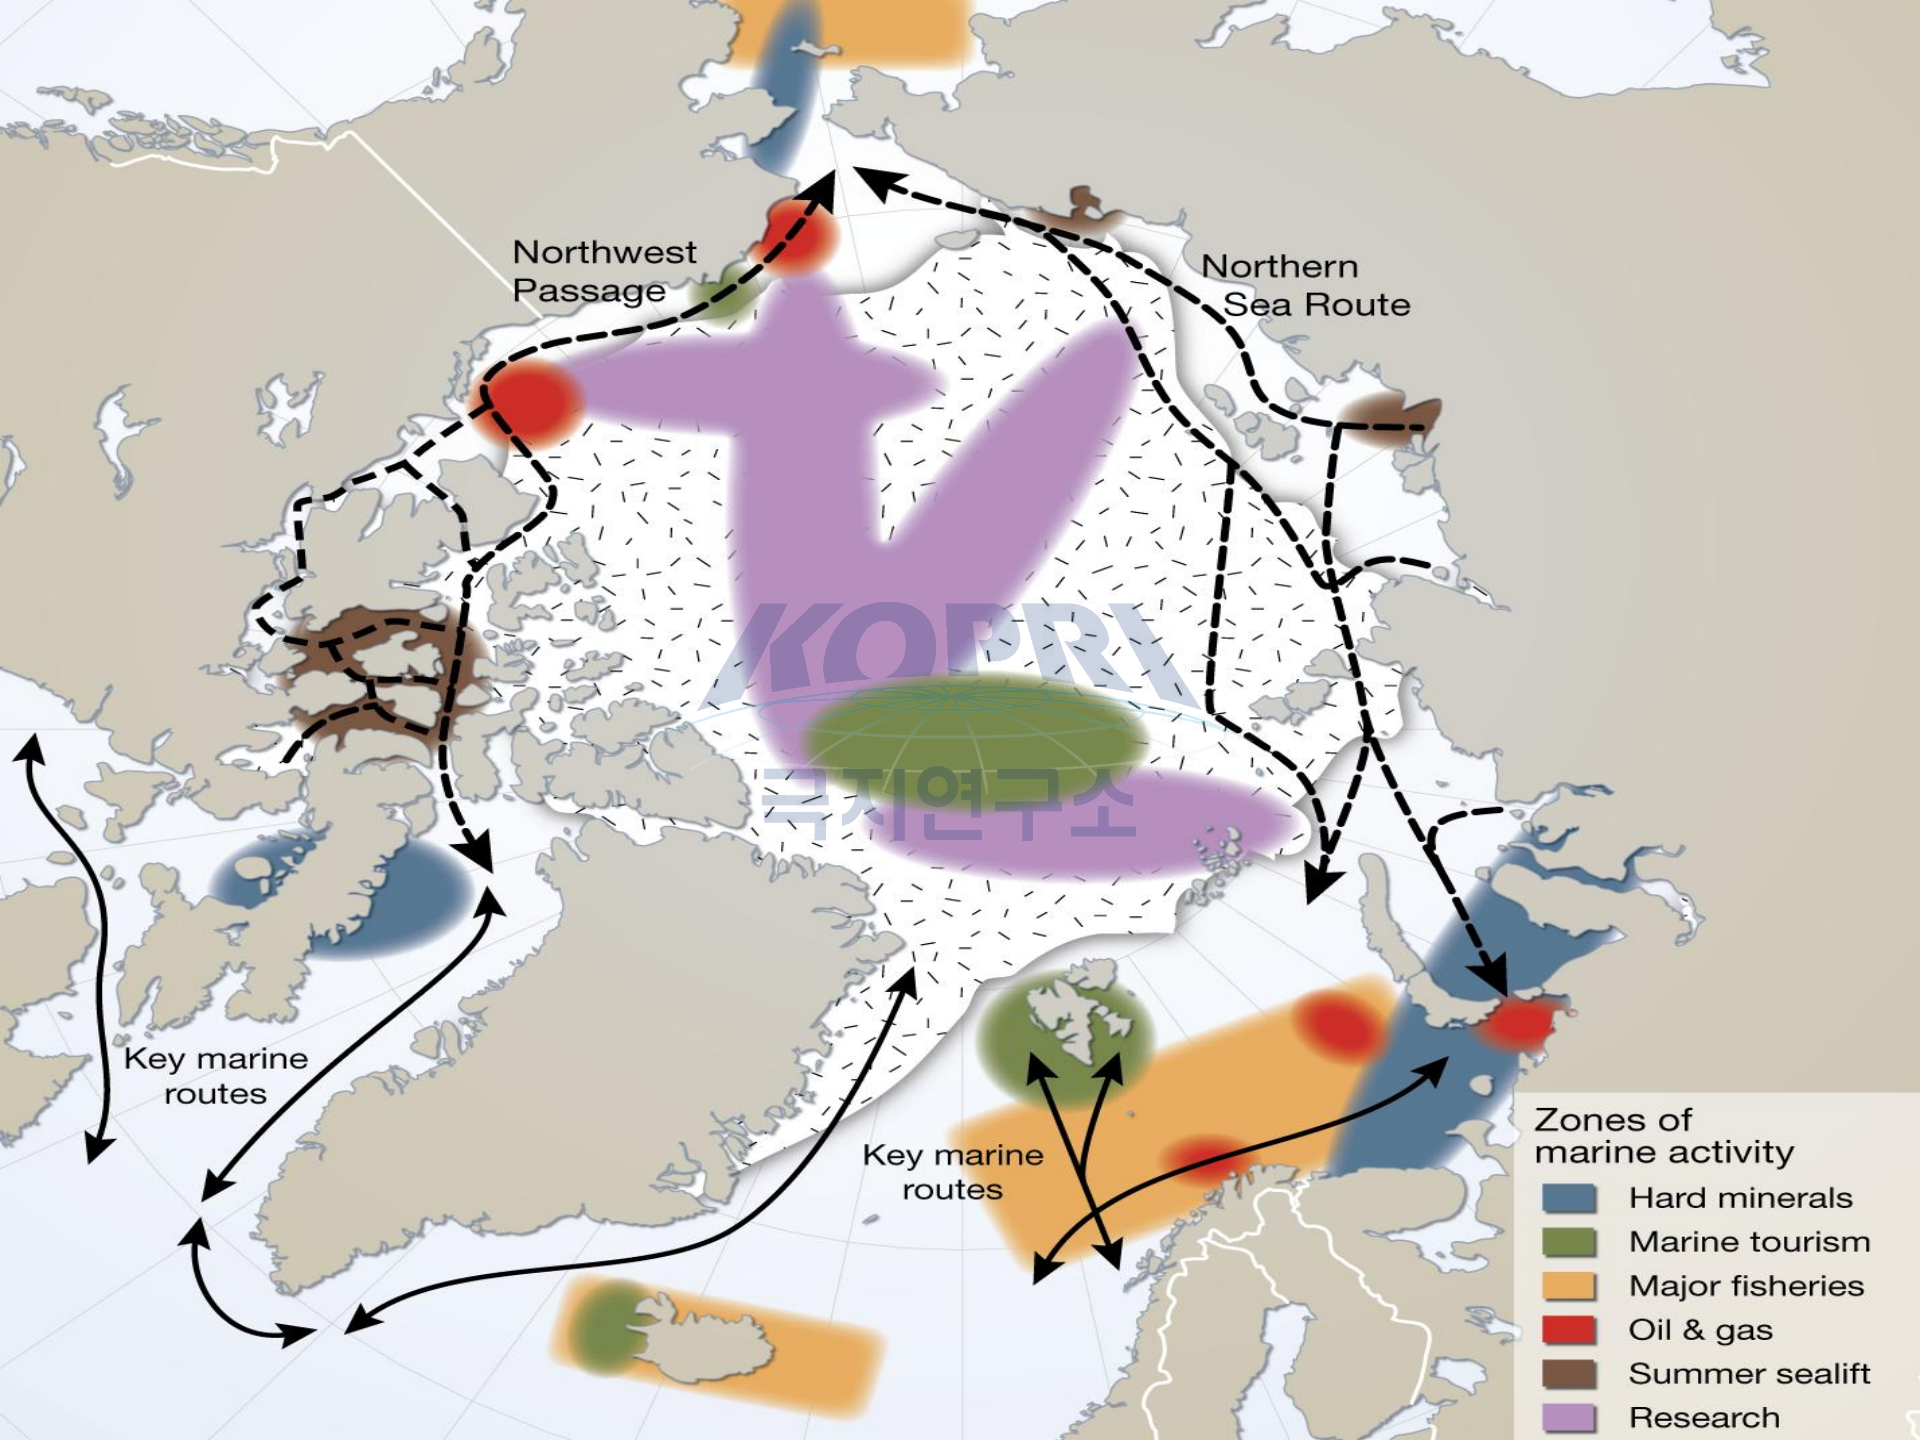 Northwest
Passage
Northern
Sea Route
KOPRI
극지연구소
Key marine
routes
Key marine
routes
Zones of
marine activity
Hard minerals
Marine tourism
Major fisheries
Oil & gas
Summer sealift
Research